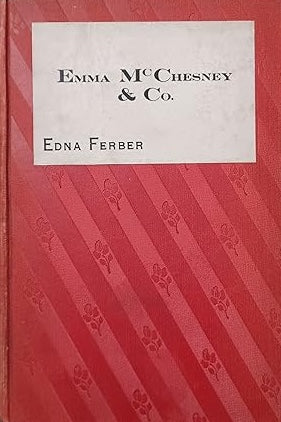 Emma McChesney
& Co.
Edna Ferber